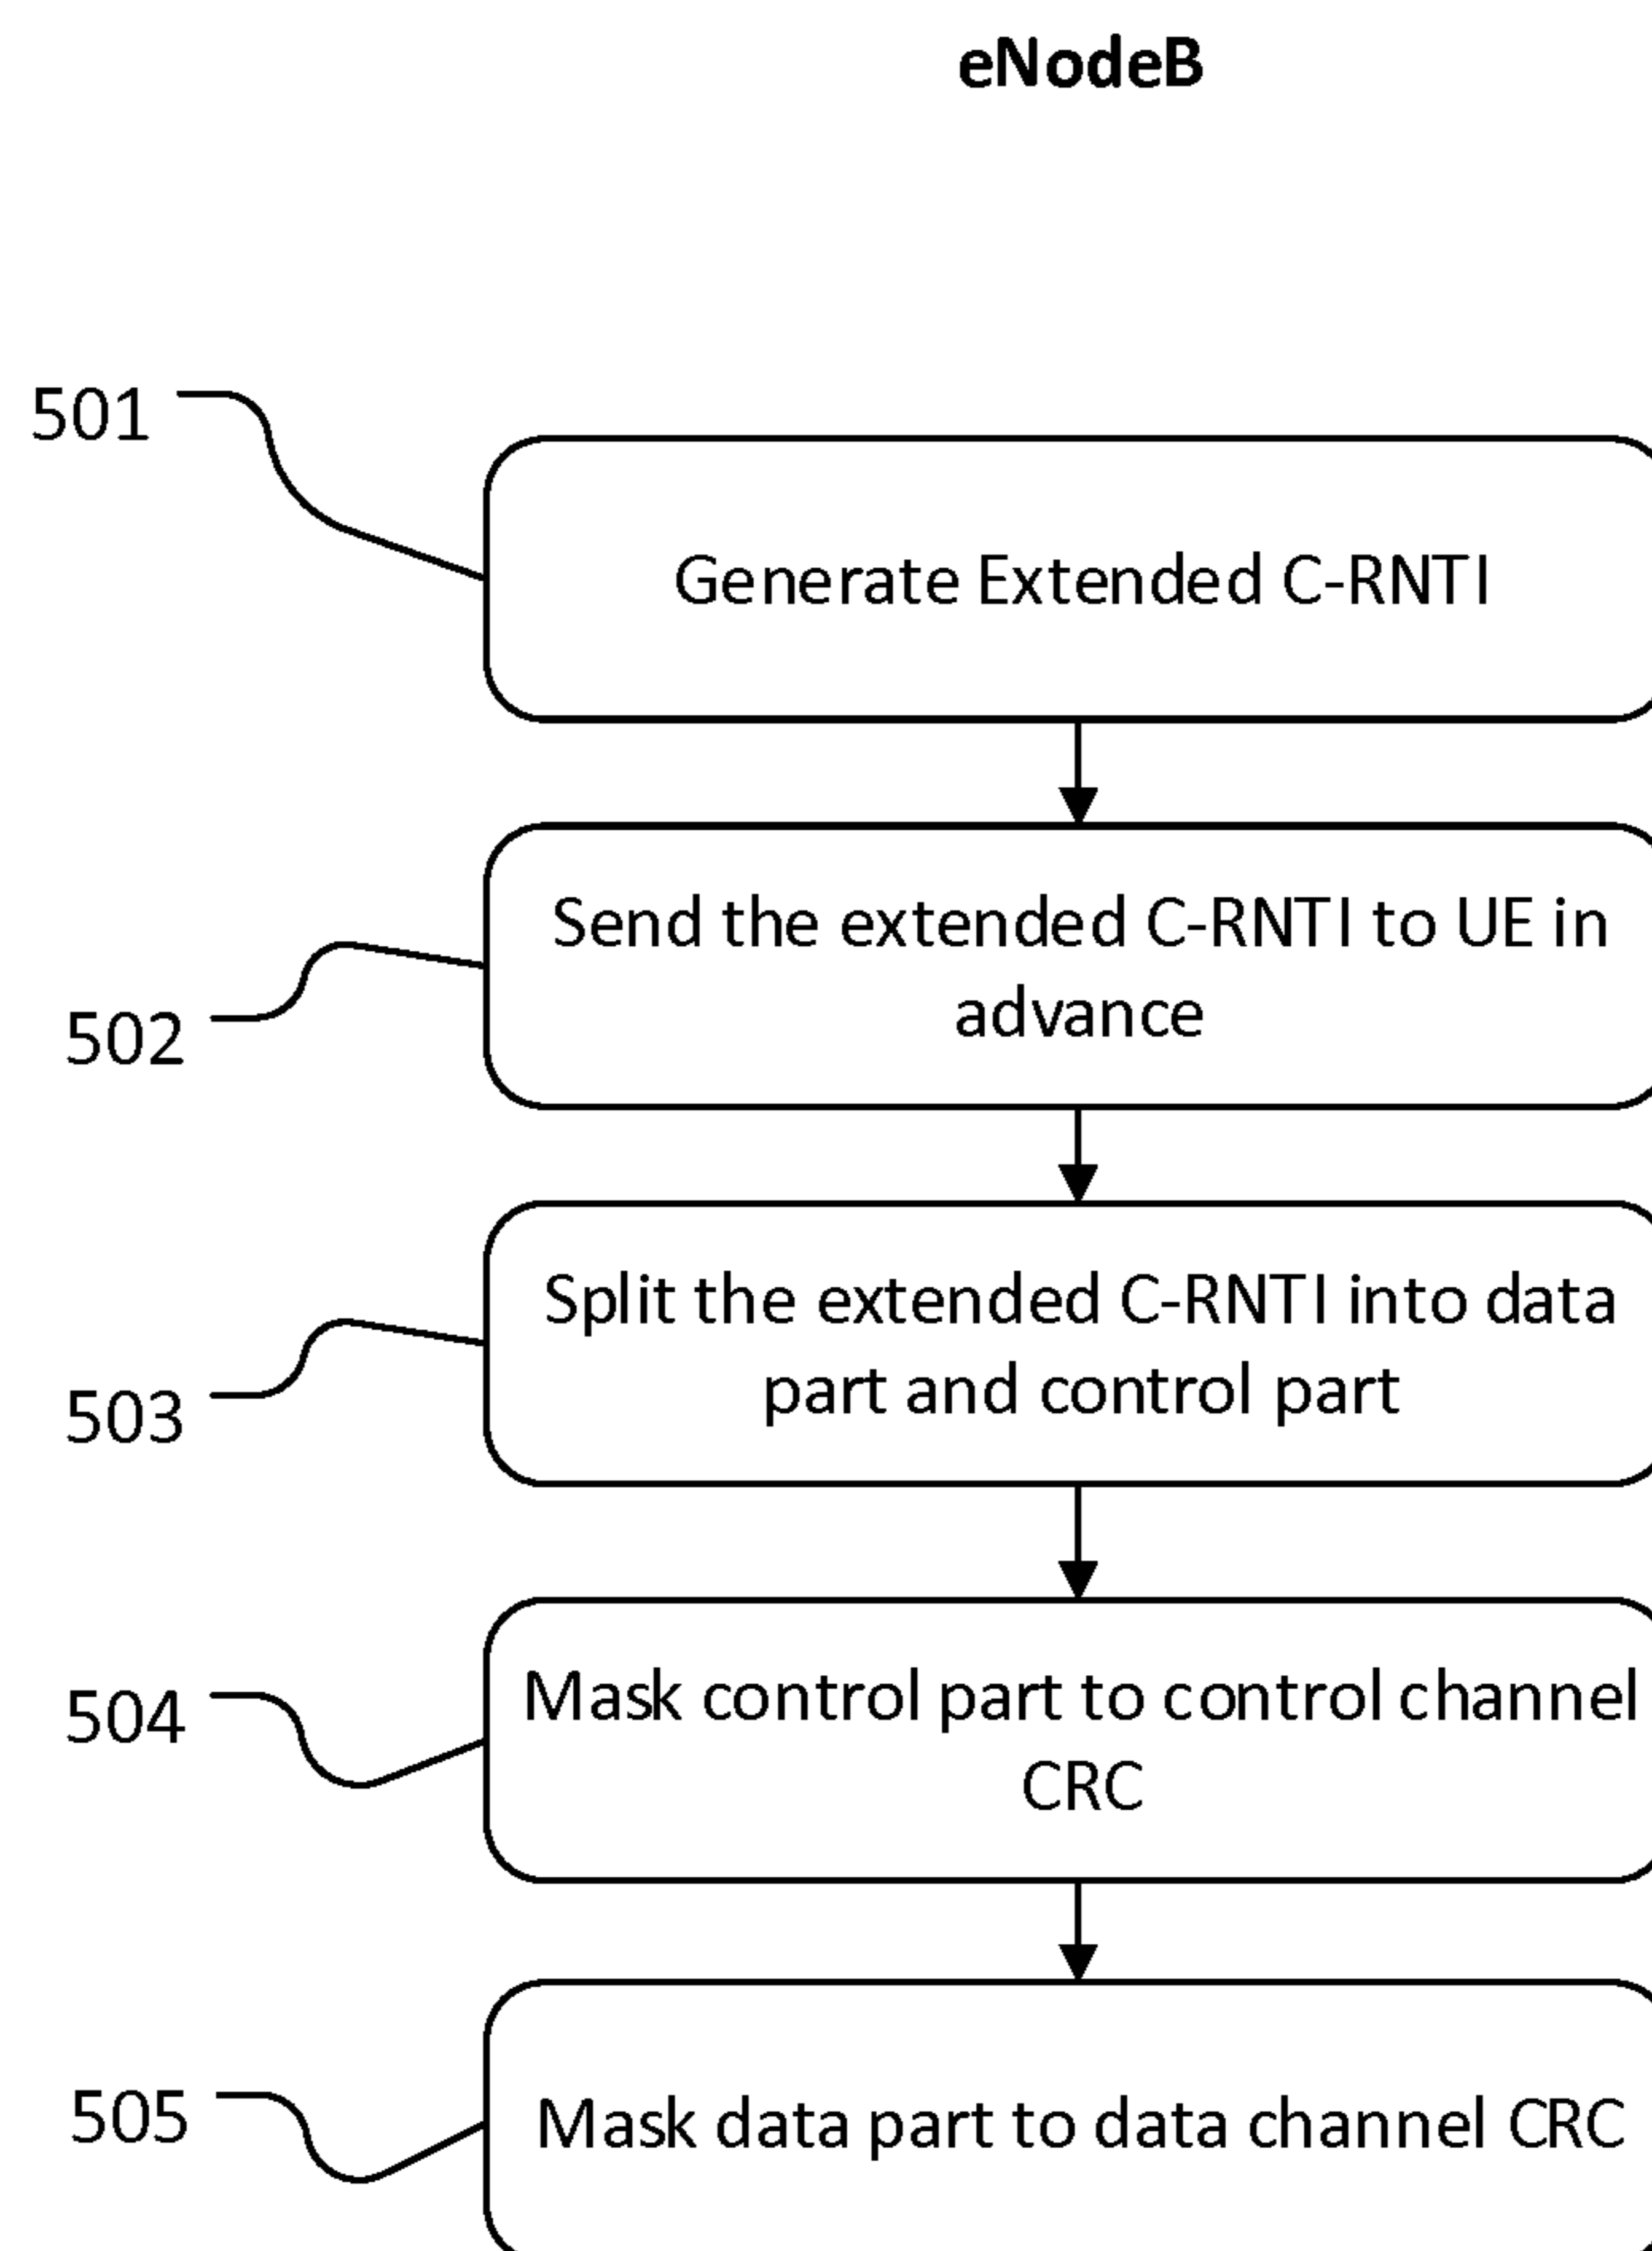 eNodeB
501
Generate Extended C-RNTI
Send the extended C-RNTI to UE in
advance
502
Split the extended C-RNTI into data
part and control part
503
Mask control part to control channel
CRC
504
Mask data part to data channel CRC
505